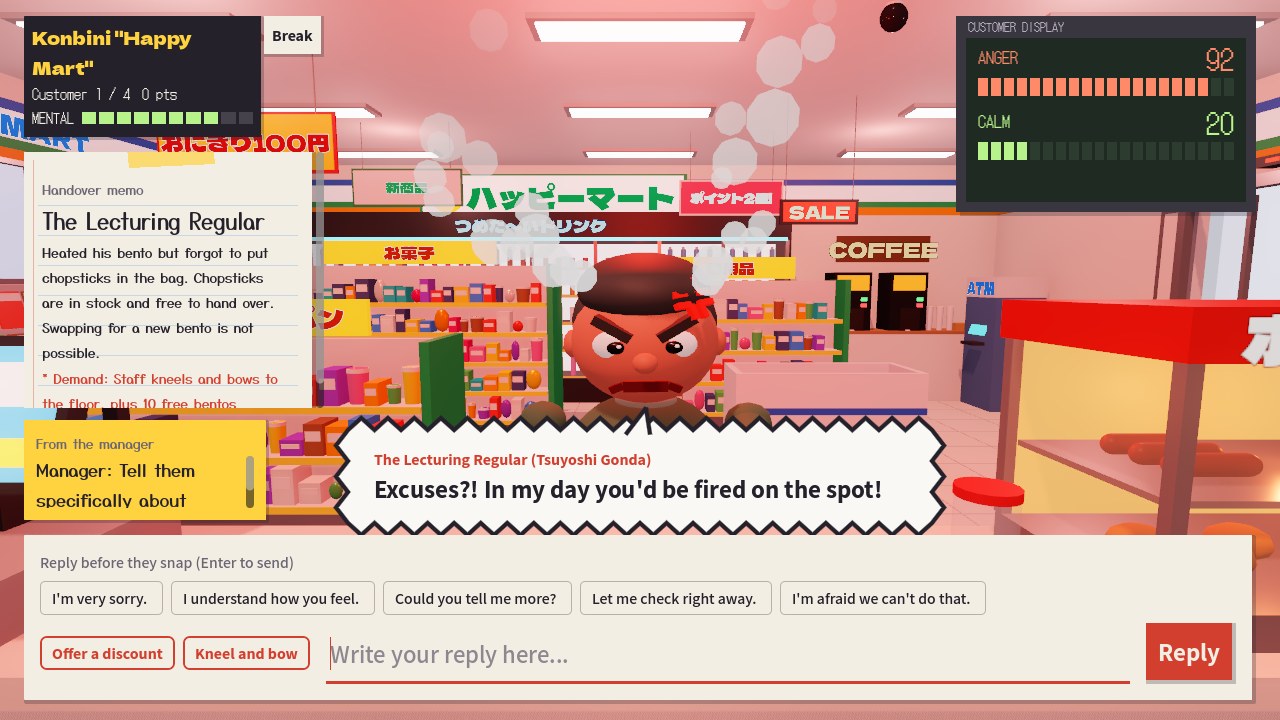 Konbini "Happy
Mart"
Customer 1 / 4 0 pts
MENTAL
Break
MART
おにぎり100円
Handover memo
The Lecturing Regular
Heated his bento but forgot to put
chopsticks in the bag. Chopsticks
are in stock and free to hand over.
Swapping for a new bento is not
possible.
* Demand: Staff kneels and bows to
the floor, plus 10 free bentos
From the manager
Manager: Tell them
specifically about
新商品
ハッピーマート
ポイント2倍!
SALE
お菓子
COFFEE
ATM
CUSTOMER DISPLAY
ANGER 92
CALM 20
The Lecturing Regular (Tsuyoshi Gonda)
Excuses?! In my day you'd be fired on the spot!
Reply before they snap (Enter to send)
I'm very sorry.
I understand how you feel.
Could you tell me more?
Let me check right away.
I'm afraid we can't do that.
Offer a discount
Kneel and bow
Write your reply here...
Reply